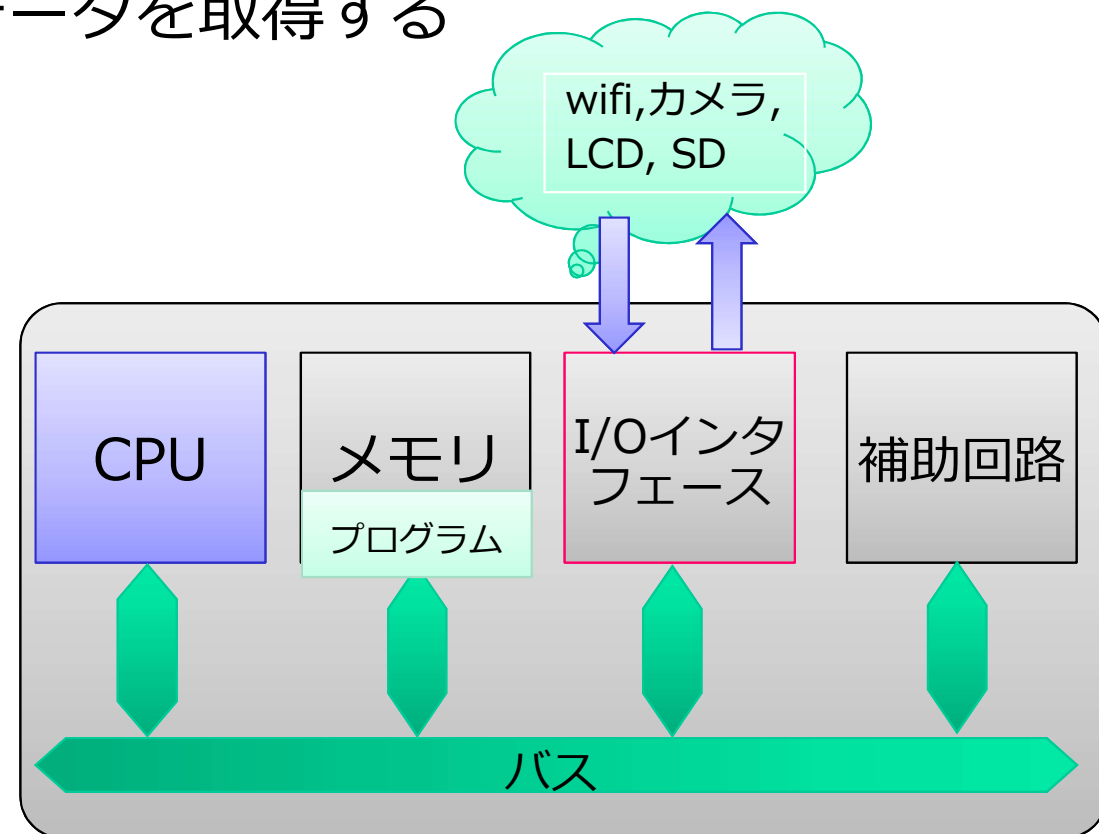 ータを取得する
wifi,カメラ,
LCD, SD
CPU
メモリ
プログラム
I/Oインタ
フェース
補助回路
バス